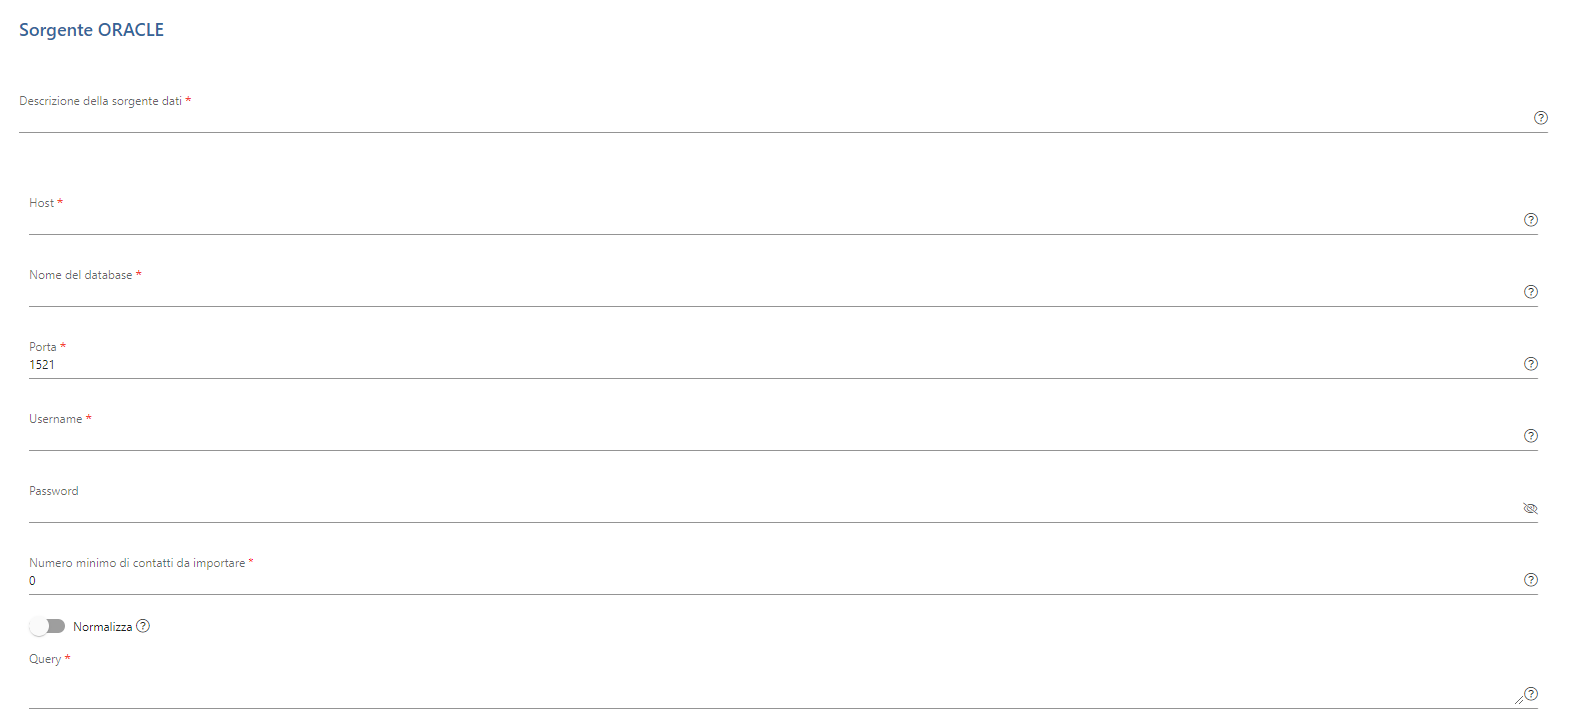 Sorgente ORACLE
Descrizione della sorgente dati *
Host *
Nome del database *
Porta *
1521
Username *
Password
Numero minimo di contatti da importare *
0
Normalizza
Query *